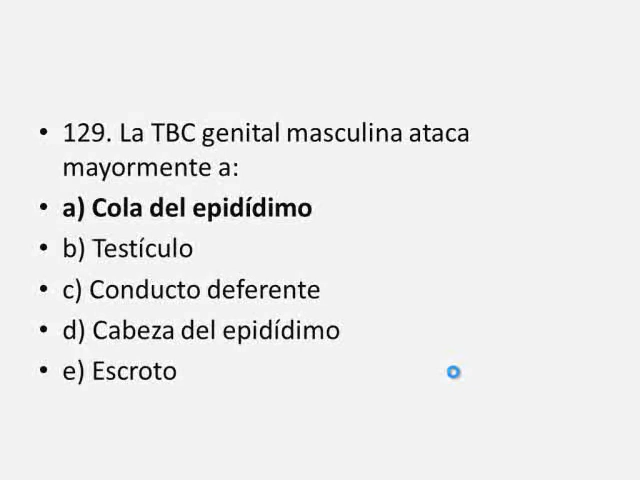 • 129. La TBC genital masculina ataca
mayormente a:
• a) Cola del epidídimo
• b) Testículo
• c) Conducto deferente
• d) Cabeza del epidídimo
• e) Escroto